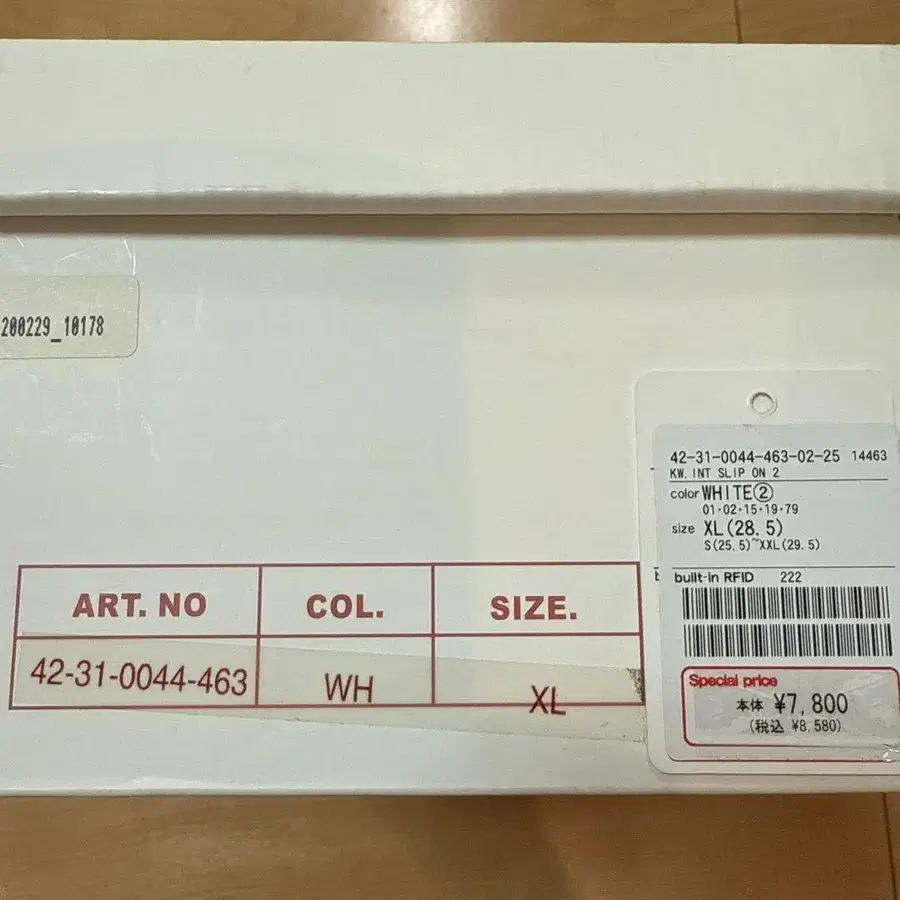 200229_10178
ART. NO COL. SIZE.
42-31-0044-463 WH XL
42-31-0044-463-02-25 14463
KW.INT SLIP ON 2
color WHITE②
01・02・15・19・79
size XL(28.5)
S(25.5)~XXL(29.5)
built-in RFID 222
Special price
本体 ¥7,800
(税込 ¥8,580)